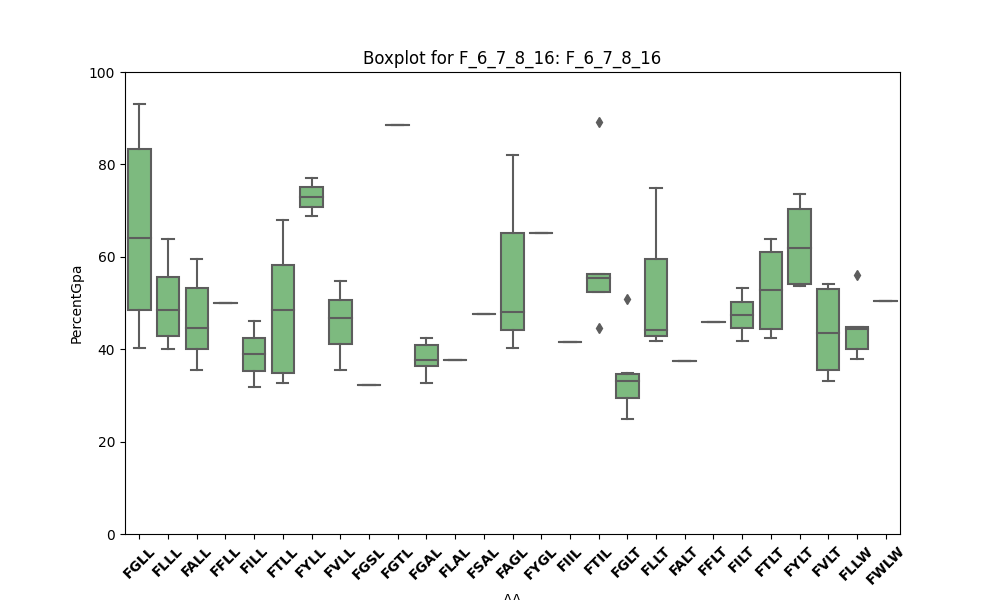 Boxplot for F_6_7_8_16: F_6_7_8_16
PercentGpa
100
80
60
40
20
0
FGLL
FLLL
FALL
FFLL
FILL
FTLL
FYLL
FVLL
FGSL
FGTL
FGAL
FLAL
FSAL
FAGL
FYGL
FIIL
FTIL
FGLT
FLLT
FALT
FFLT
FILT
FTLT
FYLT
FVLT
FLLW
FWLW
AA